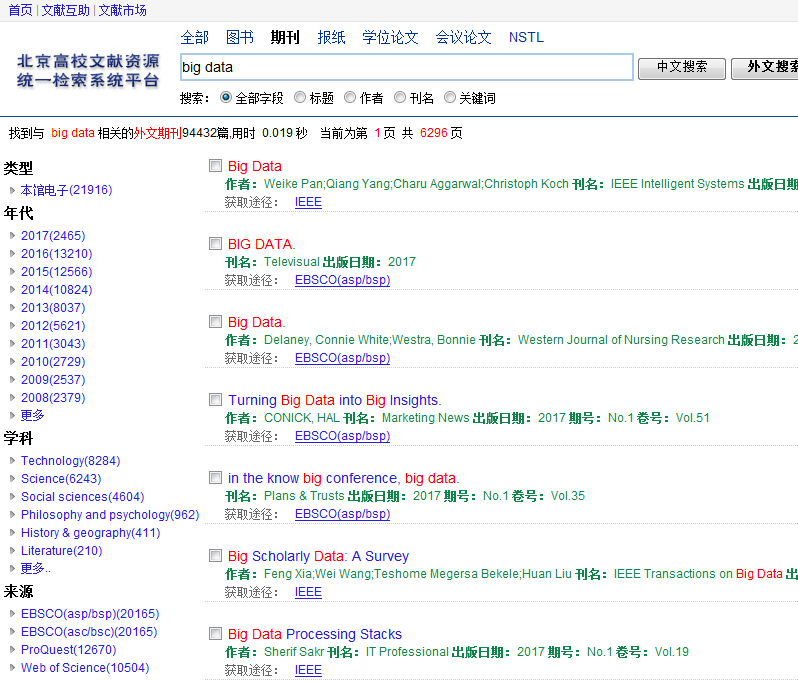 首页 | 文献互助 | 文献市场
北京高校文献资源
统一检索系统平台
全部 图书 期刊 报纸 学位论文 会议论文 NSTL
big data 中文搜索 外文搜
搜索： 全部字段 标题 作者 刊名 关键词
找到与 big data 相关的外文期刊94432篇,用时 0.019 秒 当前为第 1 页 共 6296 页
类型
本馆电子(21916)
年代
2017(2465)
2016(13210)
2015(12566)
2014(10824)
2013(8037)
2012(5621)
2011(3043)
2010(2729)
2009(2537)
2008(2379)
更多
学科
Technology(8284)
Science(6243)
Social sciences(4604)
Philosophy and psychology(962)
History & geography(411)
Literature(210)
更多..
来源
EBSCO(asp/bsp)(20165)
EBSCO(asc/bsc)(20165)
ProQuest(12670)
Web of Science(10504)
Big Data
作者： Weike Pan;Qiang Yang;Charu Aggarwal;Christoph Koch 刊名： IEEE Intelligent Systems 出版日期
获取途径： IEEE
BIG DATA.
刊名： Televisual 出版日期： 2017
获取途径： EBSCO(asp/bsp)
Big Data.
作者： Delaney, Connie White;Westra, Bonnie 刊名： Western Journal of Nursing Research 出版日期： 2
获取途径： EBSCO(asp/bsp)
Turning Big Data into Big Insights.
作者： CONICK, HAL 刊名： Marketing News 出版日期： 2017 期号： No.1 卷号： Vol.51
获取途径： EBSCO(asp/bsp)
in the know big conference, big data.
刊名： Plans & Trusts 出版日期： 2017 期号： No.1 卷号： Vol.35
获取途径： EBSCO(asp/bsp)
Big Scholarly Data: A Survey
作者： Feng Xia;Wei Wang;Teshome Megersa Bekele;Huan Liu 刊名： IEEE Transactions on Big Data 出
获取途径： IEEE
Big Data Processing Stacks
作者： Sherif Sakr 刊名： IT Professional 出版日期： 2017 期号： No.1 卷号： Vol.19
获取途径： IEEE